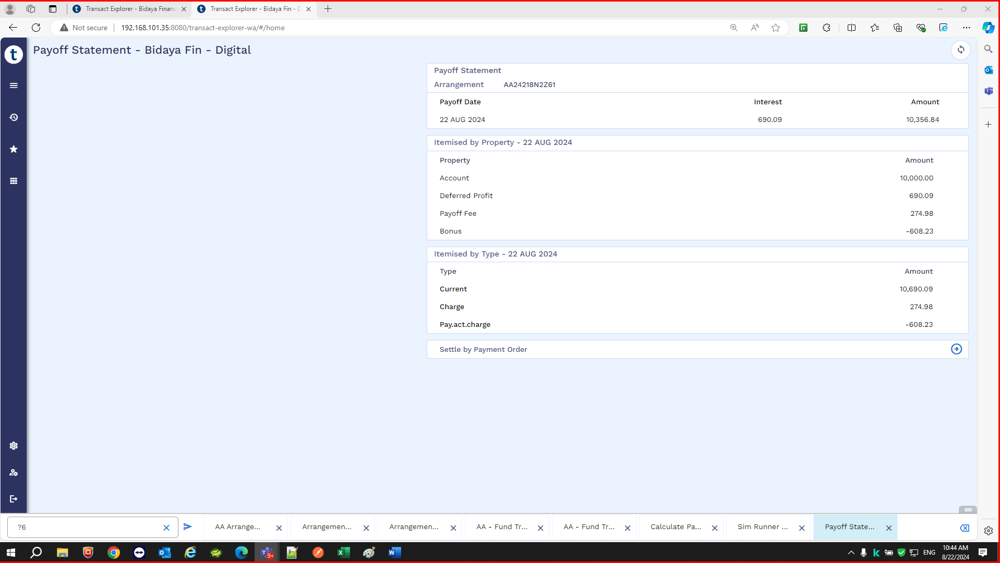 Transact Explorer - Bidaya Financ
Transact Explorer - Bidaya Fin - D
Not secure
192.168.101.35:8080/transact-explorer-wa/#/home
Payoff Statement - Bidaya Fin - Digital
Payoff Statement
Arrangement AA24218N2Z61
Payoff Date Interest Amount
22 AUG 2024 690.09 10,356.84
Itemised by Property - 22 AUG 2024
Property Amount
Account 10,000.00
Deferred Profit 690.09
Payoff Fee 274.98
Bonus -608.23
Itemised by Type - 22 AUG 2024
Type Amount
Current 10,690.09
Charge 274.98
Pay.act.charge -608.23
Settle by Payment Order
?6
AA Arrange...
Arrangemen...
Arrangemen...
AA - Fund Tr...
AA - Fund Tr...
Calculate Pa...
Sim Runner ...
Payoff State...
9+
ENG
10:44 AM
8/22/2024